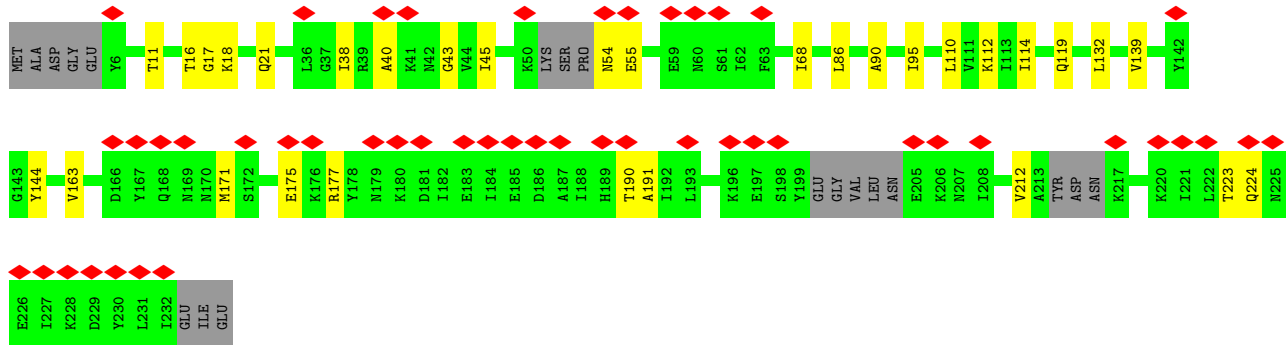 MET ALA ASP GLY GLU Y6 T11 T16 G17 K18 Q21 L36 G37 I38 R39 A40 K41 N42 G43 V44 I45 K50 LYS SER PRO N54 E55 E59 N60 S61 I62 F63 I68 L86 A90 I95 L110 V111 K112 I113 I114 Q119 L132 V139 Y142
G143 Y144 V163 D166 Y167 Q168 N169 N170 M171 S172 E175 K176 R177 Y178 N179 K180 D181 I182 E183 I184 E185 D186 A187 I188 H189 T190 A191 I192 L193 K196 E197 S198 Y199 GLU GLY VAL LEU ASN E205 K206 N207 I208 V212 A213 TYR ASP ASN K217 K220 I221 L222 T223 Q224 N225
E226 I227 K228 D229 Y230 L231 I232 GLU ILE GLU